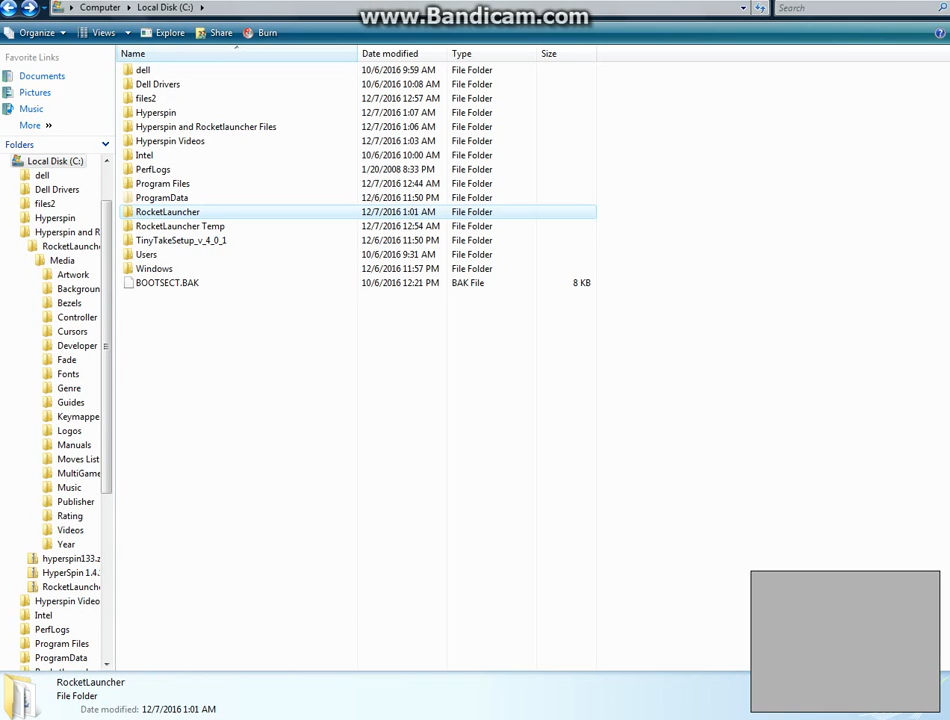 Computer ▸ Local Disk (C:) ▸
www.Bandicam.com
Search
Organize Views Explore Share Burn
Favorite Links
Documents
Pictures
Music
More »
Folders
Local Disk (C:)
dell
Dell Drivers
files2
Hyperspin
Hyperspin and R
RocketLaunch
Media
Artwork
Backgroun
Bezels
Controller
Cursors
Developer
Fade
Fonts
Genre
Guides
Keymappe
Logos
Manuals
Moves List
MultiGame
Music
Publisher
Rating
Videos
Year
hyperspin133.z
HyperSpin 1.4.
RocketLaunche
Hyperspin Video
Intel
PerfLogs
Program Files
ProgramData
Name Date modified Type Size
dell 10/6/2016 9:59 AM File Folder
Dell Drivers 10/6/2016 10:08 AM File Folder
files2 12/7/2016 12:57 AM File Folder
Hyperspin 12/7/2016 1:07 AM File Folder
Hyperspin and Rocketlauncher Files 12/7/2016 1:06 AM File Folder
Hyperspin Videos 12/7/2016 1:03 AM File Folder
Intel 10/6/2016 10:00 AM File Folder
PerfLogs 1/20/2008 8:33 PM File Folder
Program Files 12/7/2016 12:44 AM File Folder
ProgramData 12/6/2016 11:50 PM File Folder
RocketLauncher 12/7/2016 1:01 AM File Folder
RocketLauncher Temp 12/7/2016 12:54 AM File Folder
TinyTakeSetup_v_4_0_1 12/6/2016 11:50 PM File Folder
Users 10/6/2016 9:31 AM File Folder
Windows 12/6/2016 11:57 PM File Folder
BOOTSECT.BAK 10/6/2016 12:21 PM BAK File 8 KB
RocketLauncher
File Folder
Date modified: 12/7/2016 1:01 AM